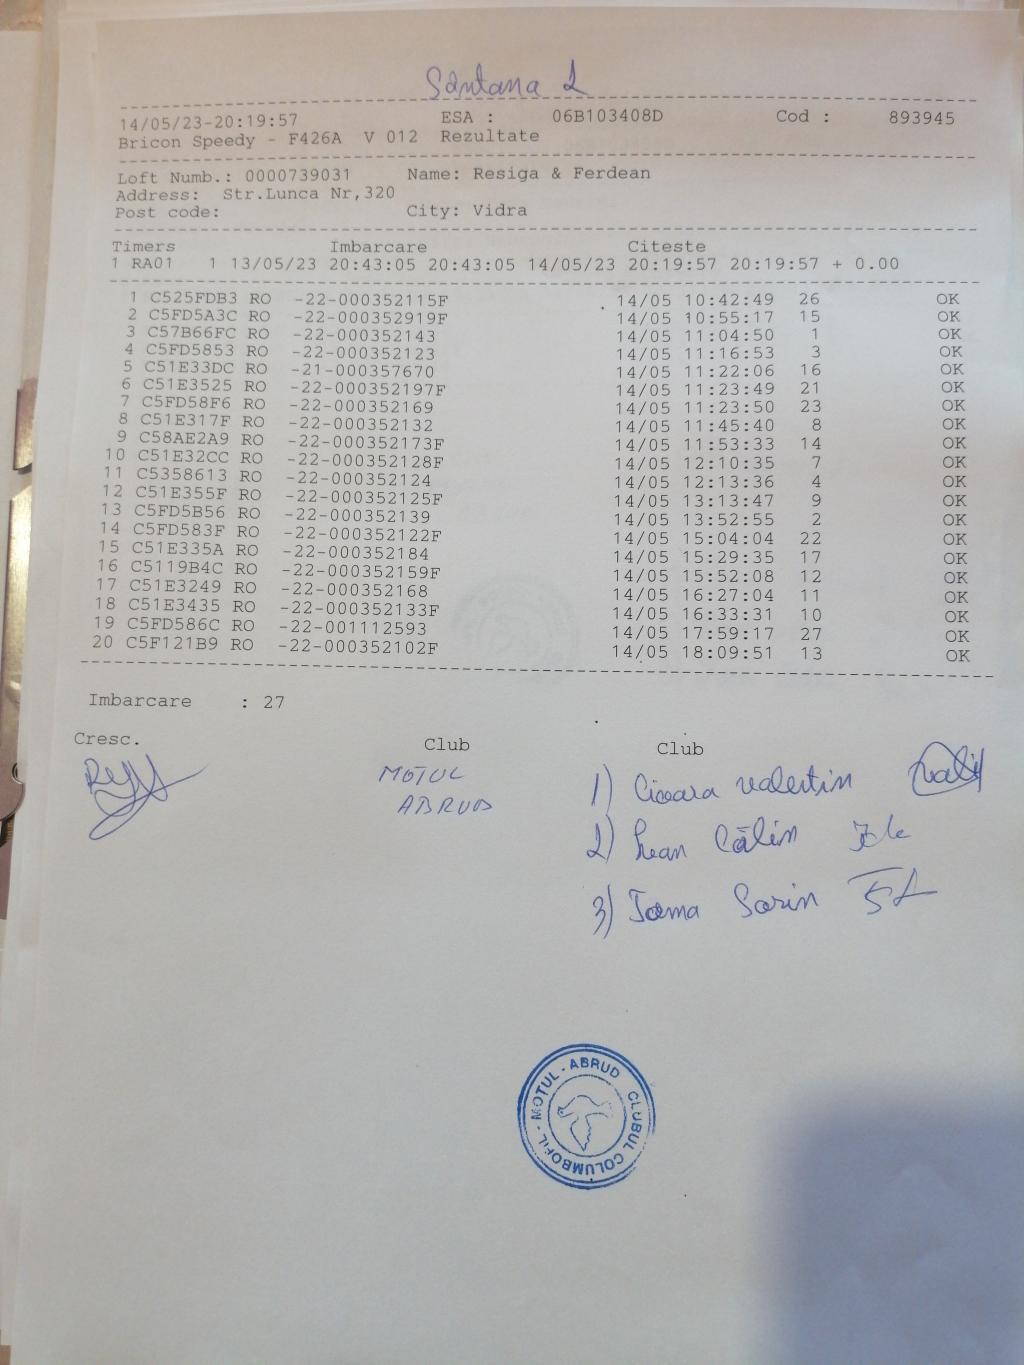 Santana 2
14/05/23-20:19:57 ESA : 06B103408D Cod : 893945
Bricon Speedy - F426A V 012 Rezultate
Loft Numb.: 0000739031 Name: Resiga & Ferdean
Address: Str.Lunca Nr,320
Post code: City: Vidra
Timers Imbarcare Citeste
1 RA01 1 13/05/23 20:43:05 20:43:05 14/05/23 20:19:57 20:19:57 + 0.00
1 C525FDB3 RO -22-000352115F 14/05 10:42:49 26 OK
2 C5FD5A3C RO -22-000352919F 14/05 10:55:17 15 OK
3 C57B66FC RO -22-000352143 14/05 11:04:50 1 OK
4 C5FD5853 RO -22-000352123 14/05 11:16:53 3 OK
5 C51E33DC RO -21-000357670 14/05 11:22:06 16 OK
6 C51E3525 RO -22-000352197F 14/05 11:23:49 21 OK
7 C5FD58F6 RO -22-000352169 14/05 11:23:50 23 OK
8 C51E317F RO -22-000352132 14/05 11:45:40 8 OK
9 C58AE2A9 RO -22-000352173F 14/05 11:53:33 14 OK
10 C51E32CC RO -22-000352128F 14/05 12:10:35 7 OK
11 C5358613 RO -22-000352124 14/05 12:13:36 4 OK
12 C51E355F RO -22-000352125F 14/05 13:13:47 9 OK
13 C5FD5B56 RO -22-000352139 14/05 13:52:55 2 OK
14 C5FD583F RO -22-000352122F 14/05 15:04:04 22 OK
15 C51E335A RO -22-000352184 14/05 15:29:35 17 OK
16 C5119B4C RO -22-000352159F 14/05 15:52:08 12 OK
17 C51E3249 RO -22-000352168 14/05 16:27:04 11 OK
18 C51E3435 RO -22-000352133F 14/05 16:33:31 10 OK
19 C5FD586C RO -22-001112593 14/05 17:59:17 27 OK
20 C5F121B9 RO -22-000352102F 14/05 18:09:51 13 OK
Imbarcare : 27
Cresc. Club Club
MOTUL
ABRUD
1) valentin
2) Călin
3) Toma Sorin
CLUBUL COLUMBOFIL - MOTUL - ABRUD